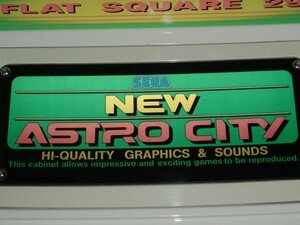 FLAT SQUARE 29
SEGA
NEW
ASTRO CITY
HI-QUALITY GRAPHICS & SOUNDS
This cabinet allows impressive and exciting games to be reproduced.